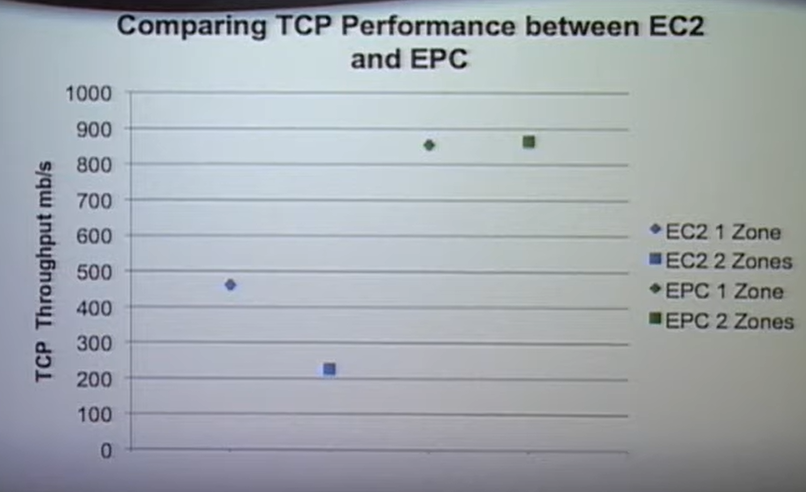 Comparing TCP Performance between EC2
and EPC
TCP Throughput mb/s
1000
900
800
700
600
500
400
300
200
100
0
EC2 1 Zone
EC2 2 Zones
EPC 1 Zone
EPC 2 Zones